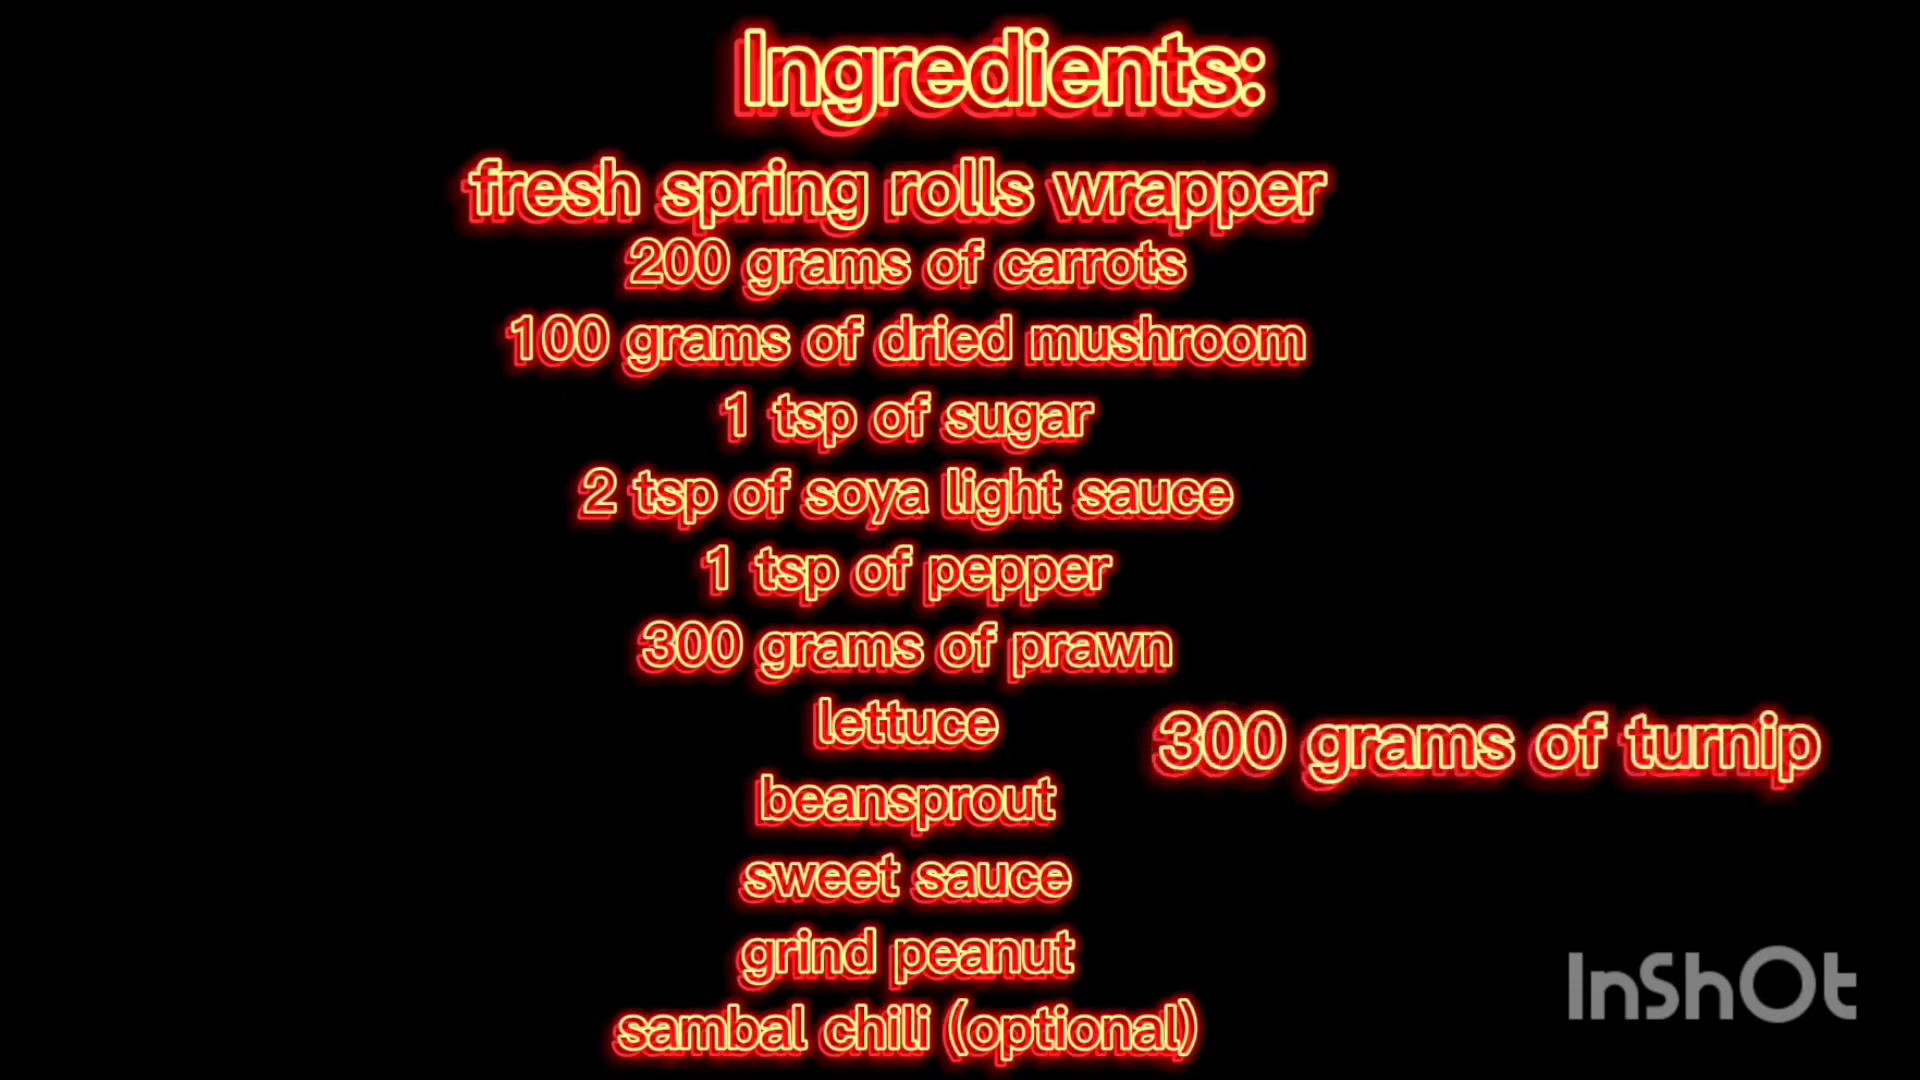 Ingredients:
fresh spring rolls wrapper
200 grams of carrots
100 grams of dried mushroom
1 tsp of sugar
2 tsp of soya light sauce
1 tsp of pepper
300 grams of prawn
lettuce
300 grams of turnip
beansprout
sweet sauce
grind peanut
sambal chili (optional)
InShOt